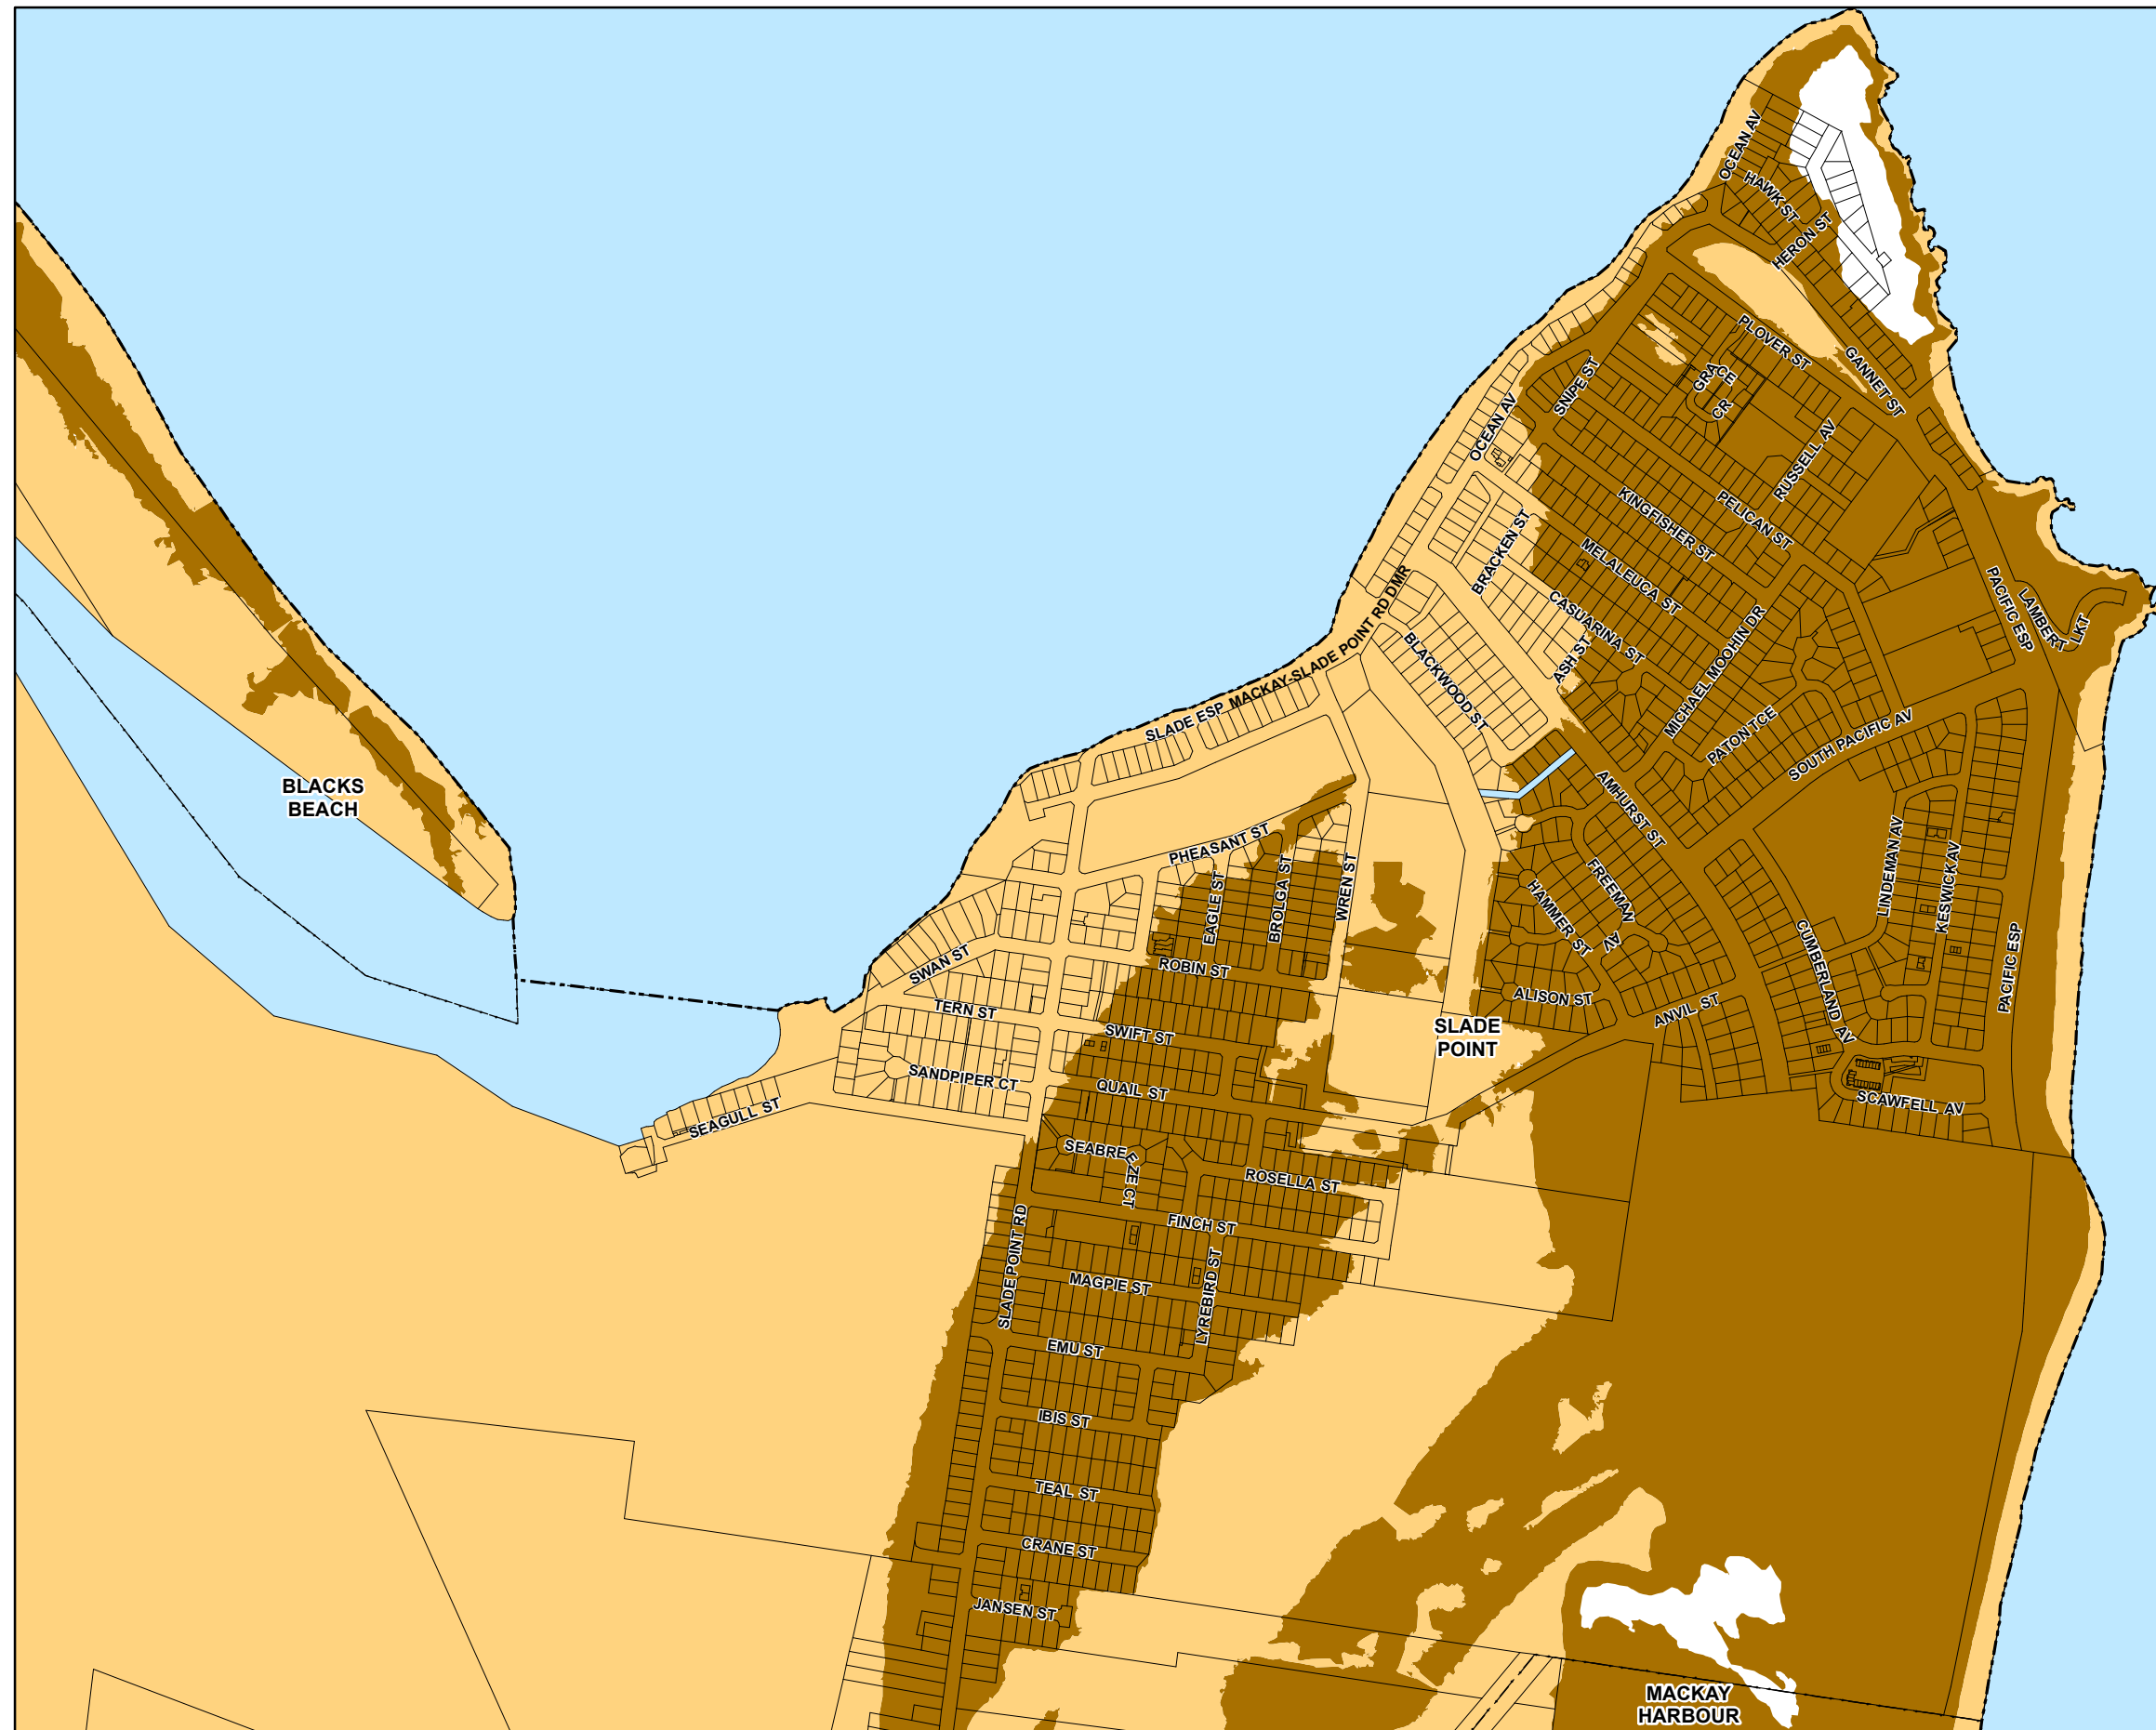 OCEAN AV
HAWK ST
HERON ST
PLOVER ST
GANNET ST
GRACE
CR
SNIPE ST
OCEAN AV
RUSSELL AV
PELICAN ST
KINGFISHER ST
BRACKEN ST
MELALEUCA ST
CASUARINA ST
ASH ST
MICHAEL MOOHIN DR
PACIFIC ESP
LAMBERT
LKT
BLACKWOOD ST
SLADE ESP
MACKAY-SLADE POINT RD DMR
PATON TCE
SOUTH PACIFIC AV
AMHURST ST
BLACKS
BEACH
PHEASANT ST
EAGLE ST
BROLGA ST
WREN ST
LINDEMAN AV
KESWICK AV
FREEMAN
AV
HAMMER ST
CUMBERLAND AV
PACIFIC ESP
SWAN ST
ROBIN ST
TERN ST
SWIFT ST
ALISON ST
ANVIL ST
SLADE
POINT
SANDPIPER CT
QUAIL ST
SCAWFELL AV
SEAGULL ST
SEABREEZE CT
ROSELLA ST
FINCH ST
SLADE POINT RD
MAGPIE ST
LYREBIRD ST
EMU ST
IBIS ST
TEAL ST
CRANE ST
JANSEN ST
MACKAY
HARBOUR